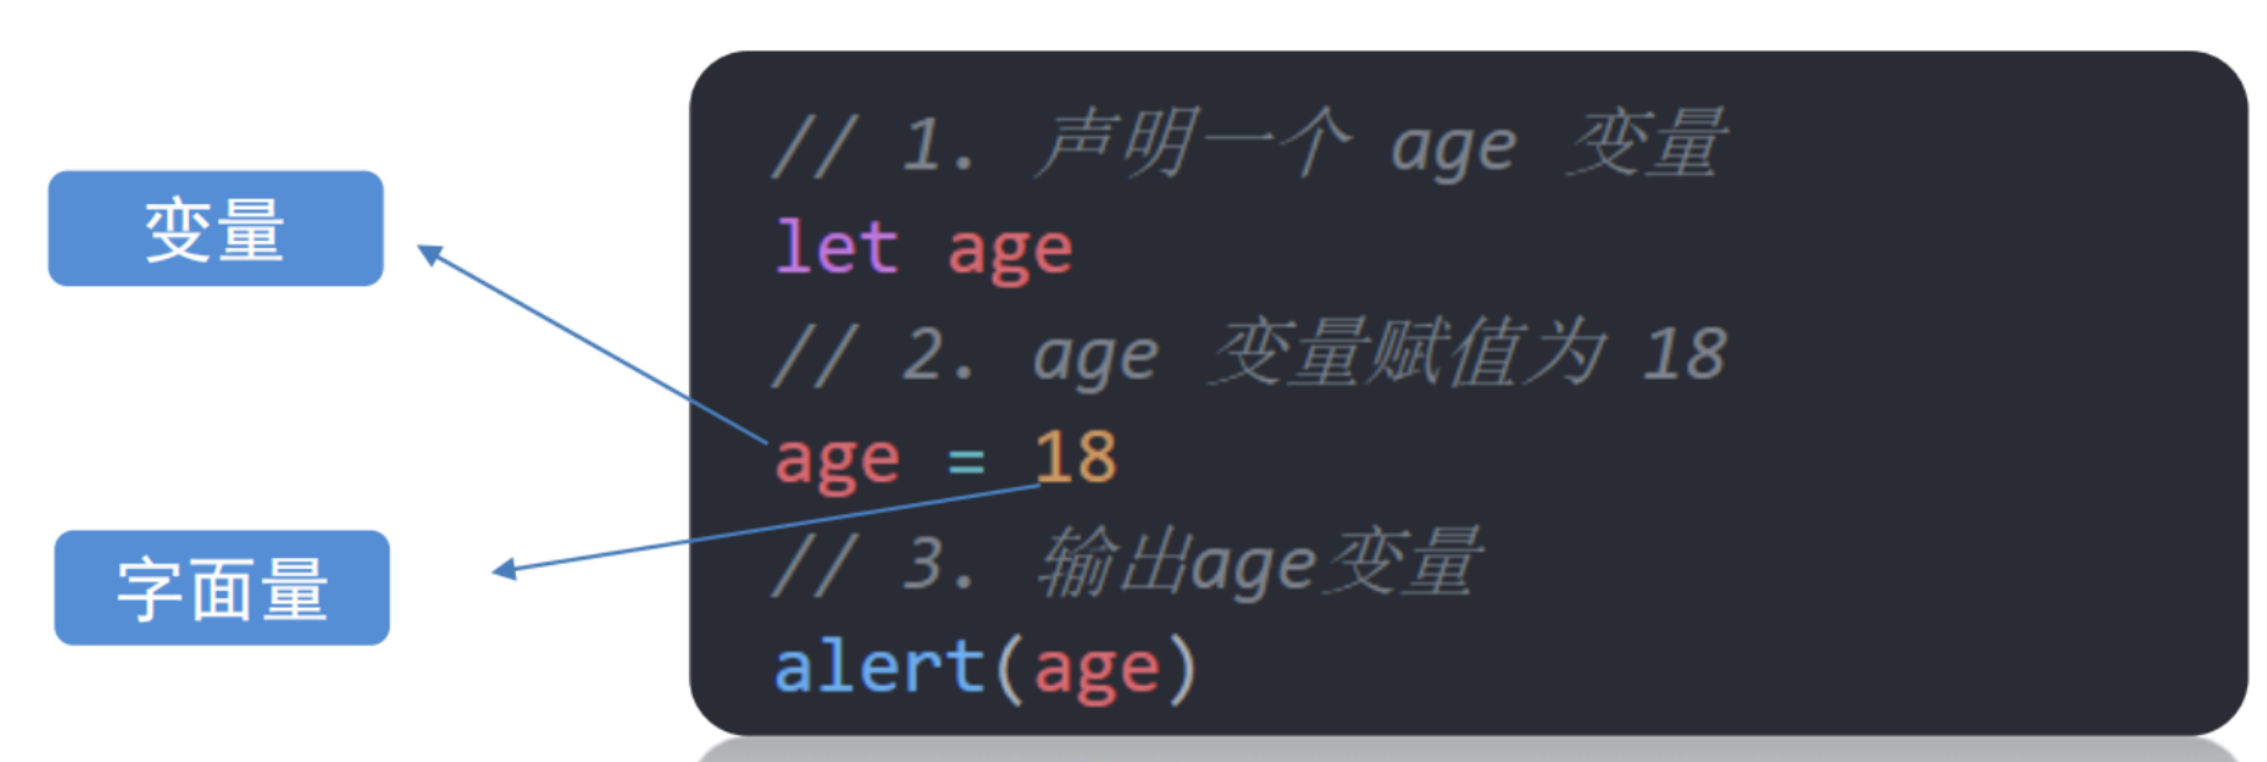 变量
字面量
// 1. 声明一个 age 变量
let age
// 2. age 变量赋值为 18
age = 18
// 3. 输出age变量
alert(age)